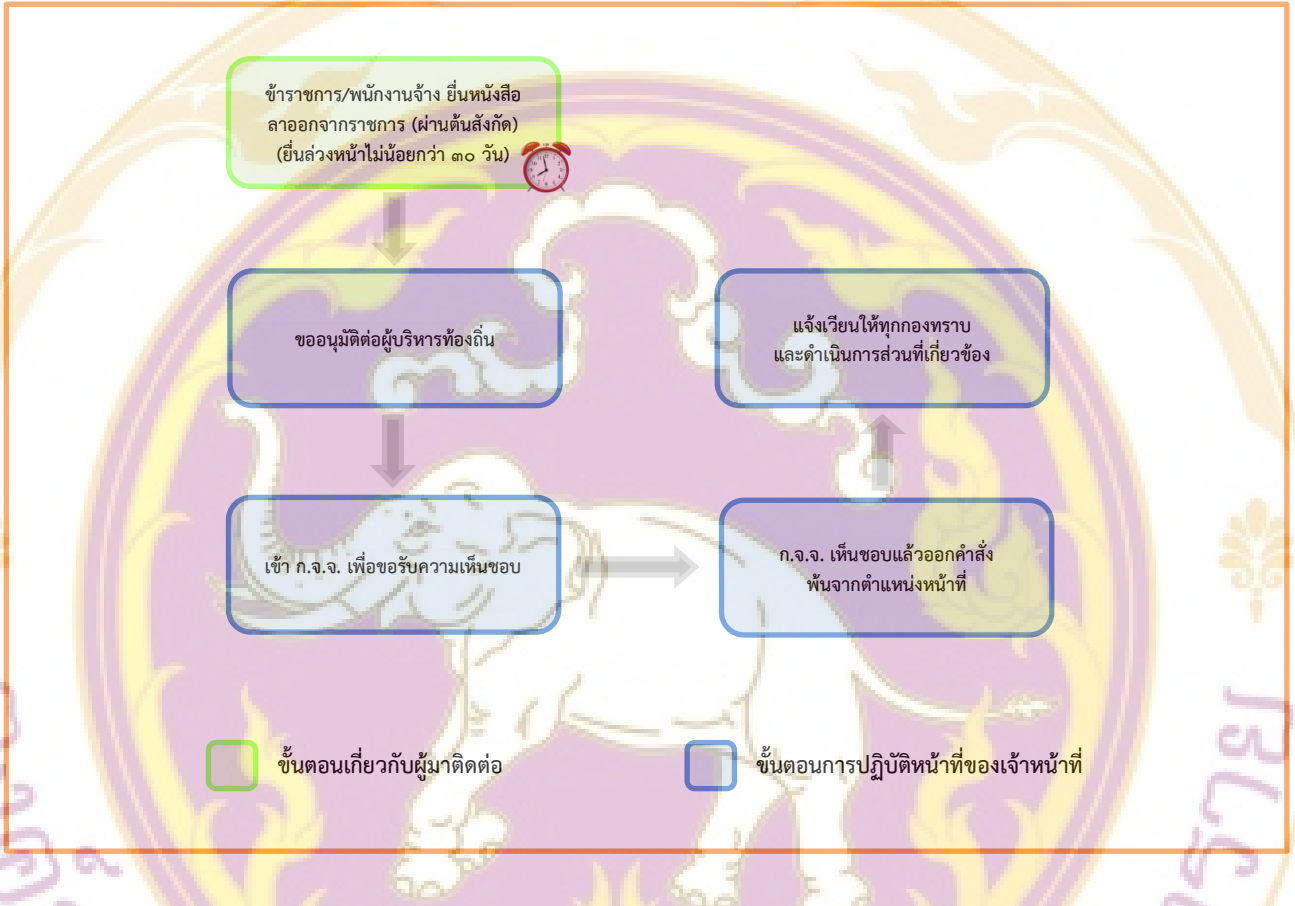 ข้าราชการ/พนักงานจ้าง ยื่นหนังสือ
ลาออกจากราชการ (ผ่านต้นสังกัด)
(ยื่นล่วงหน้าไม่น้อยกว่า ๓๐ วัน)
ขออนุมัติต่อผู้บริหารท้องถิ่น
เข้า ก.จ.จ. เพื่อขอรับความเห็นชอบ
ก.จ.จ. เห็นชอบแล้วออกคำสั่ง
พ้นจากตำแหน่งหน้าที่
แจ้งเวียนให้ทุกกองทราบ
และดำเนินการส่วนที่เกี่ยวข้อง
ขั้นตอนเกี่ยวกับผู้มาติดต่อ
ขั้นตอนการปฏิบัติหน้าที่ของเจ้าหน้าที่